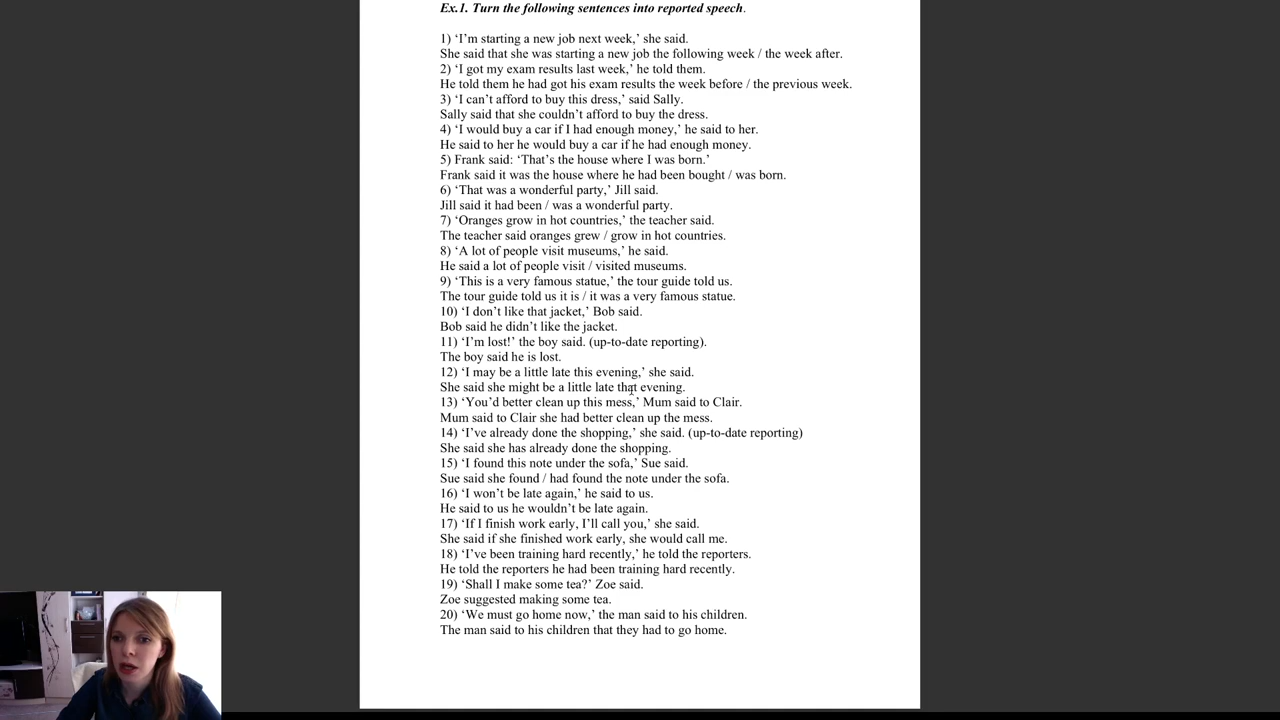 Ex.1. Turn the following sentences into reported speech.
1) ‘I’m starting a new job next week,’ she said.
She said that she was starting a new job the following week / the week after.
2) ‘I got my exam results last week,’ he told them.
He told them he had got his exam results the week before / the previous week.
3) ‘I can’t afford to buy this dress,’ said Sally.
Sally said that she couldn’t afford to buy the dress.
4) ‘I would buy a car if I had enough money,’ he said to her.
He said to her he would buy a car if he had enough money.
5) Frank said: ‘That’s the house where I was born.’
Frank said it was the house where he had been bought / was born.
6) ‘That was a wonderful party,’ Jill said.
Jill said it had been / was a wonderful party.
7) ‘Oranges grow in hot countries,’ the teacher said.
The teacher said oranges grew / grow in hot countries.
8) ‘A lot of people visit museums,’ he said.
He said a lot of people visit / visited museums.
9) ‘This is a very famous statue,’ the tour guide told us.
The tour guide told us it is / it was a very famous statue.
10) ‘I don’t like that jacket,’ Bob said.
Bob said he didn’t like the jacket.
11) ‘I’m lost!’ the boy said. (up-to-date reporting).
The boy said he is lost.
12) ‘I may be a little late this evening,’ she said.
She said she might be a little late that evening.
13) ‘You’d better clean up this mess,’ Mum said to Clair.
Mum said to Clair she had better clean up the mess.
14) ‘I’ve already done the shopping,’ she said. (up-to-date reporting)
She said she has already done the shopping.
15) ‘I found this note under the sofa,’ Sue said.
Sue said she found / had found the note under the sofa.
16) ‘I won’t be late again,’ he said to us.
He said to us he wouldn’t be late again.
17) ‘If I finish work early, I’ll call you,’ she said.
She said if she finished work early, she would call me.
18) ‘I’ve been training hard recently,’ he told the reporters.
He told the reporters he had been training hard recently.
19) ‘Shall I make some tea?’ Zoe said.
Zoe suggested making some tea.
20) ‘We must go home now,’ the man said to his children.
The man said to his children that they had to go home.